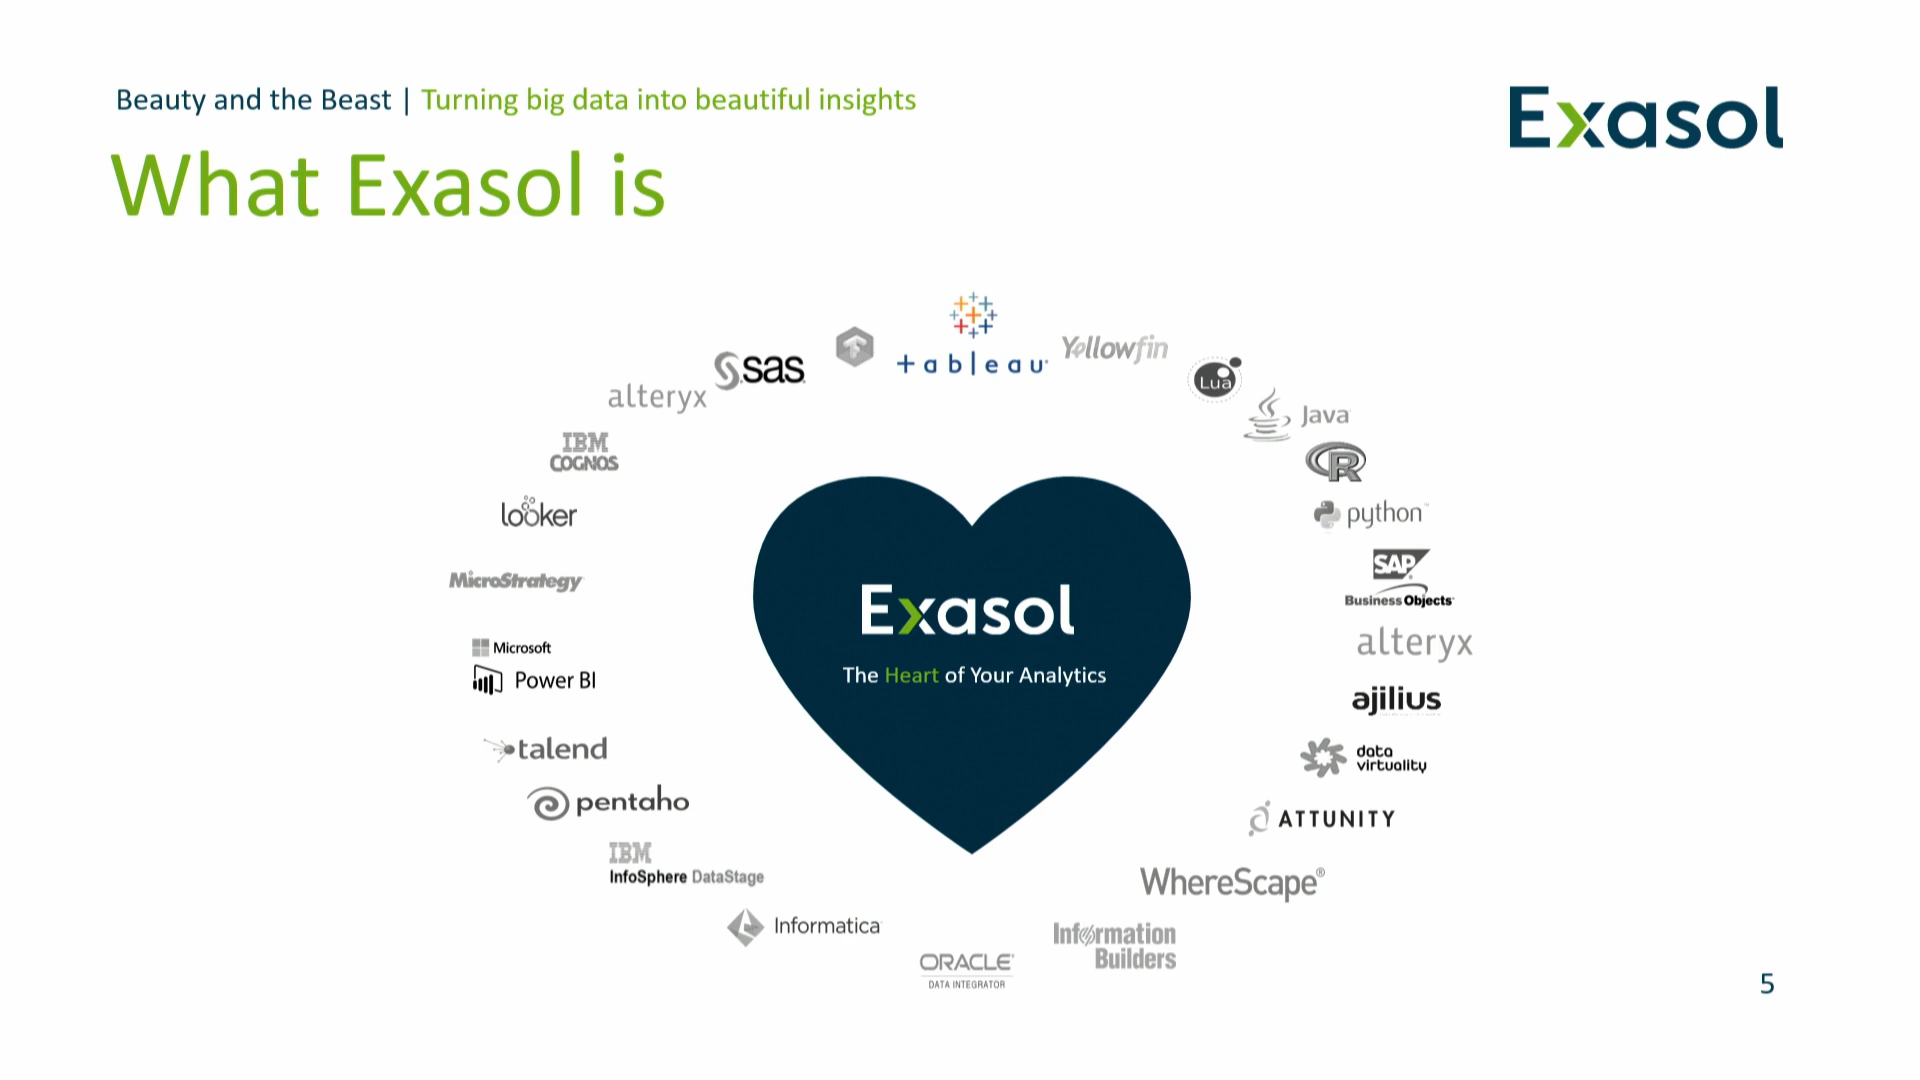 Beauty and the Beast | Turning big data into beautiful insights
Exasol
What Exasol is
tableau
Yellowfin
sas
Lua
alteryx
Java
IBM
COGNOS
R
looker
python
SAP
Business Objects
MicroStrategy
Exasol
alteryx
Microsoft
Power BI
The Heart of Your Analytics
ajilius
talend
data
virtuality
pentaho
ATTUNITY
IBM
InfoSphere DataStage
WhereScape®
Informatica
Information
Builders
ORACLE
DATA INTEGRATOR
5